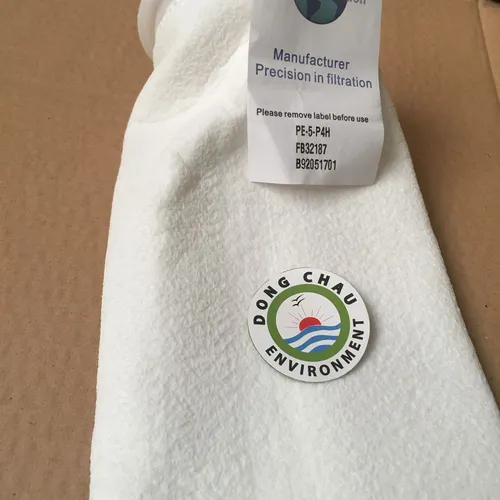 Manufacturer
Precision in filtration
Please remove label before use
PE-5-P4H
FB32187
B92051701
DONG CHAU
ENVIRONMENT